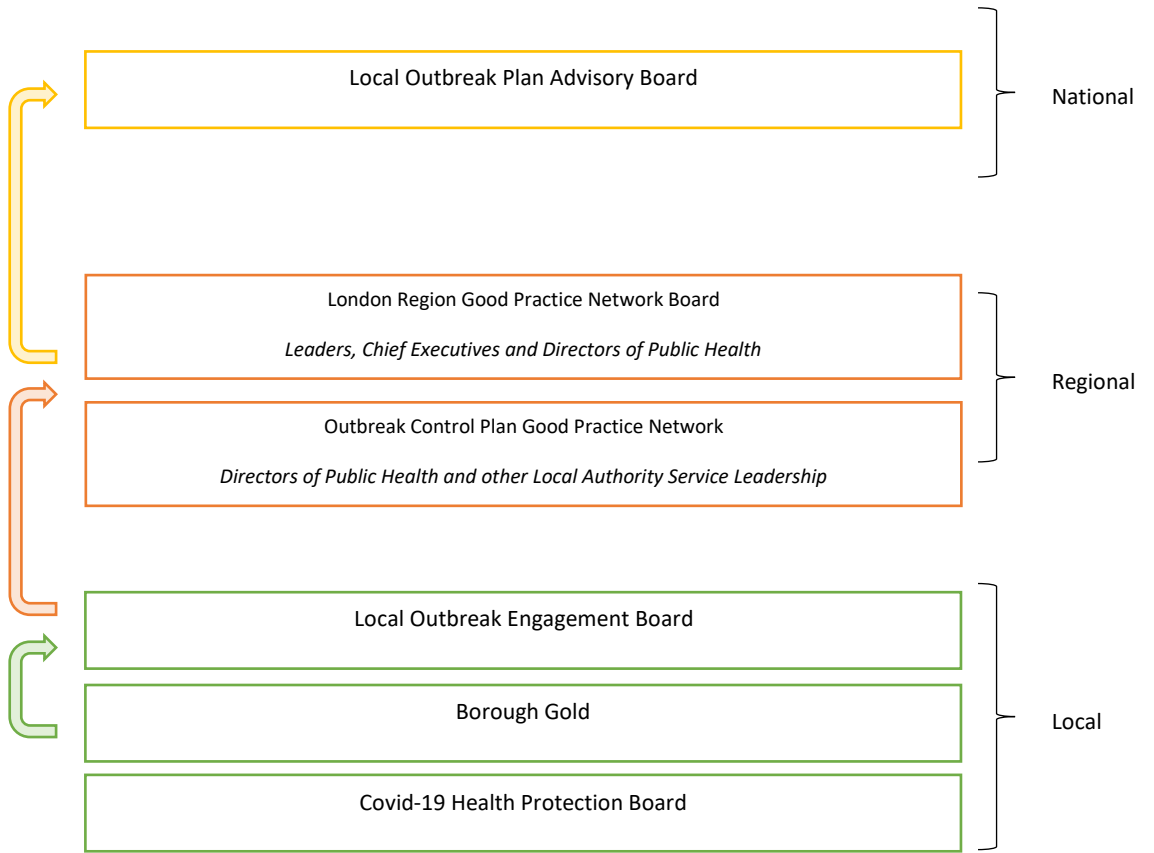 Local Outbreak Plan Advisory Board
National
London Region Good Practice Network Board
Leaders, Chief Executives and Directors of Public Health
Regional
Outbreak Control Plan Good Practice Network
Directors of Public Health and other Local Authority Service Leadership
Local Outbreak Engagement Board
Borough Gold
Local
Covid-19 Health Protection Board